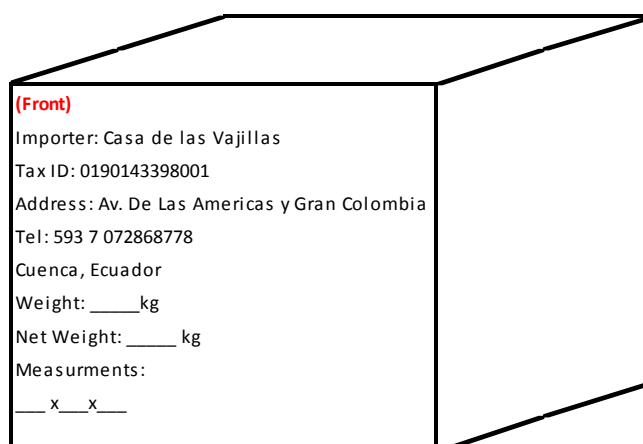 (Front)
Importer: Casa de las Vajillas
Tax ID: 0190143398001
Address: Av. De Las Americas y Gran Colombia
Tel: 593 7 072868778
Cuenca, Ecuador
Weight: _____kg
Net Weight: _____ kg
Measurments:
___ x___x___